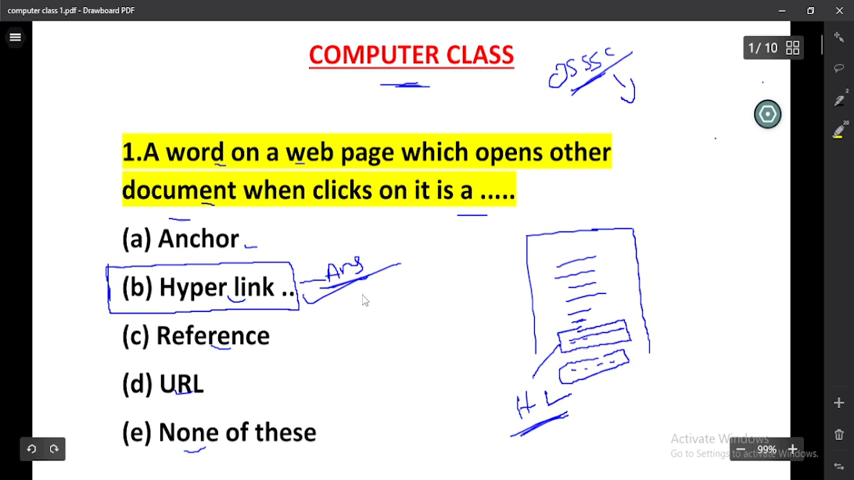 computer class 1.pdf - Drawboard PDF
COMPUTER CLASS
OSSSC
1 / 10
2
20
1.A word on a web page which opens other
document when clicks on it is a .....
(a) Anchor
(b) Hyper link ..
Ans
(c) Reference
(d) URL
H L
(e) None of these
Activate Windows
Go to Settings to activate Windows.
99%